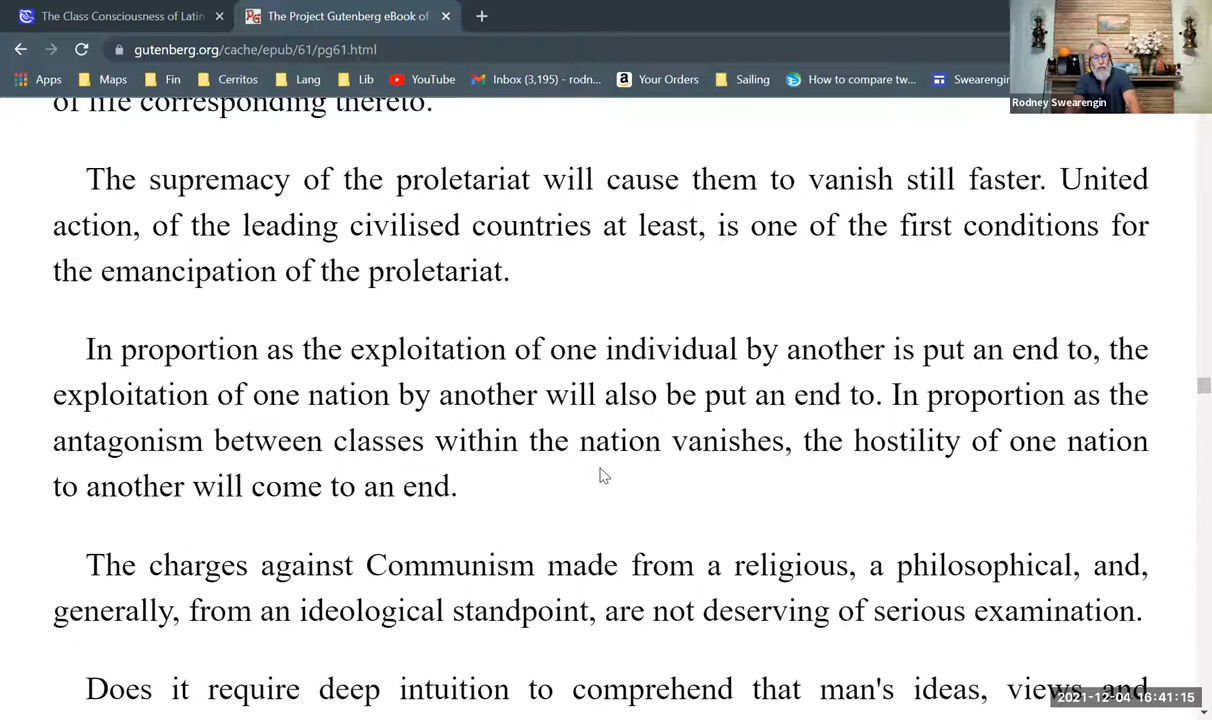 The Class Consciousness of Latin
The Project Gutenberg eBook of
gutenberg.org/cache/epub/61/pg61.html
Apps Maps Fin Cerritos Lang Lib YouTube Inbox (3,195) - rodn... Your Orders Sailing How to compare tw... Swearengin
Rodney Swearengin
of life corresponding thereto.
The supremacy of the proletariat will cause them to vanish still faster. United
action, of the leading civilised countries at least, is one of the first conditions for
the emancipation of the proletariat.
In proportion as the exploitation of one individual by another is put an end to, the
exploitation of one nation by another will also be put an end to. In proportion as the
antagonism between classes within the nation vanishes, the hostility of one nation
to another will come to an end.
The charges against Communism made from a religious, a philosophical, and,
generally, from an ideological standpoint, are not deserving of serious examination.
Does it require deep intuition to comprehend that man's ideas, views and
2021-12-04 16:41:15